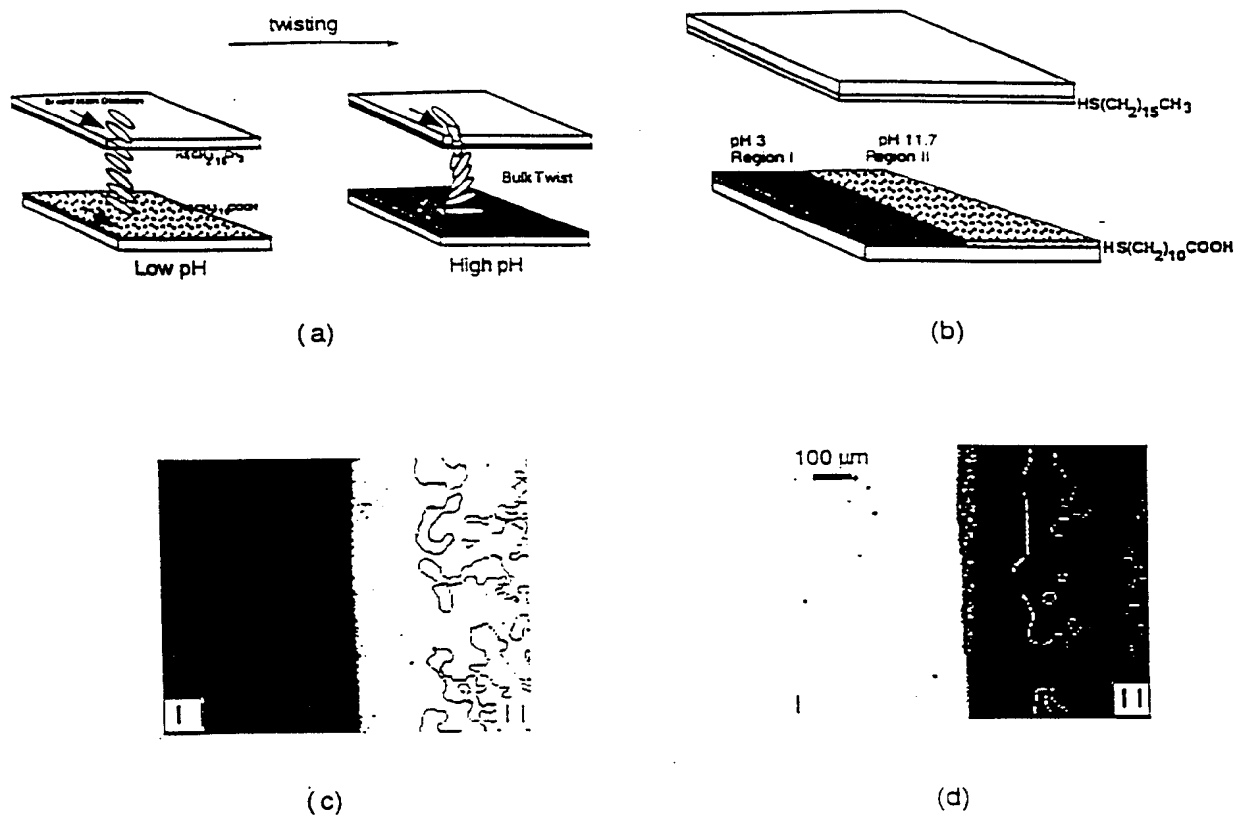 twisting
Low pH
High pH
Bulk Twist
(a)
HS(CH2)15CH3
pH 3
Region I
pH 11.7
Region II
HS(CH2)10COOH
(b)
I
II
(c)
100 µm
I
II
(d)